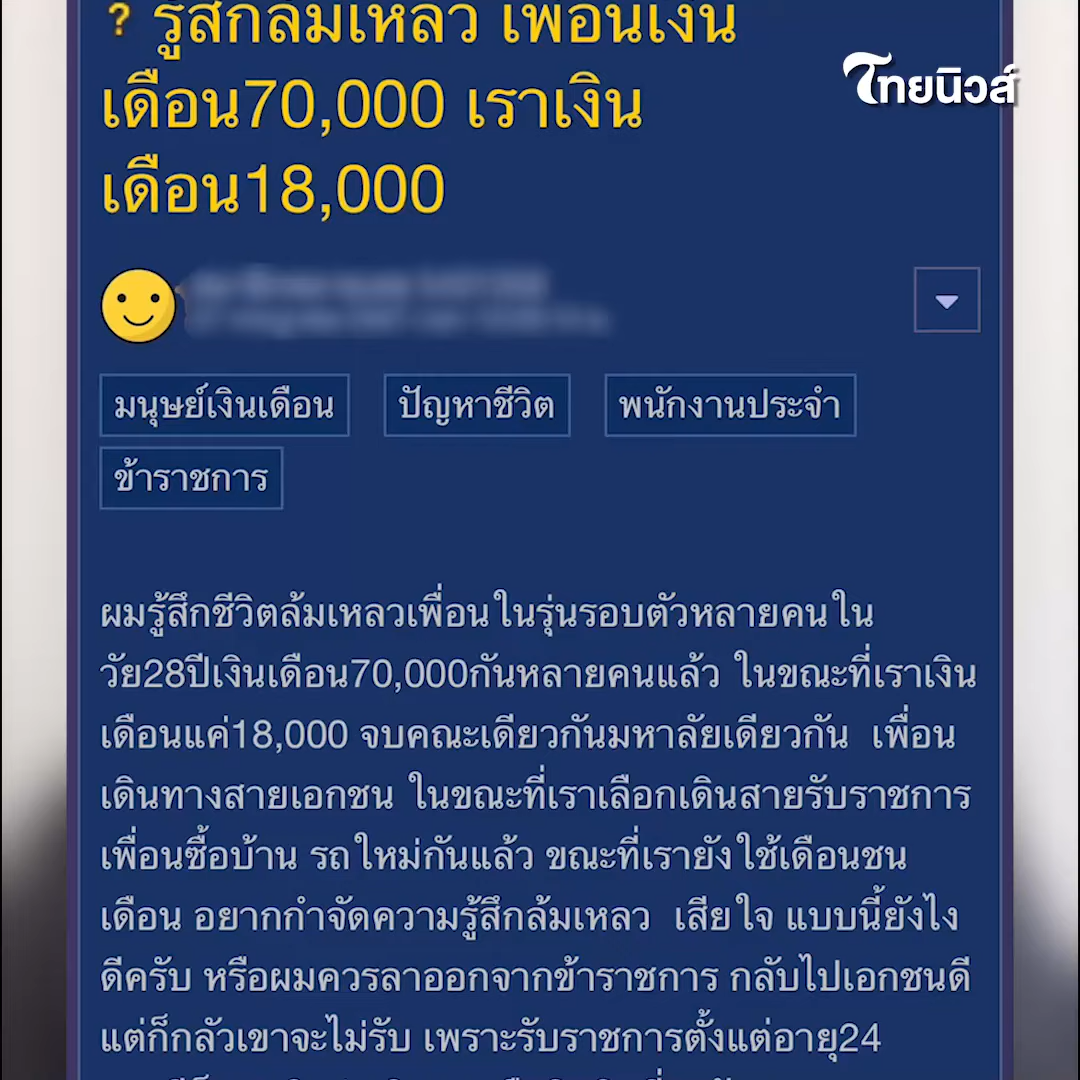 ? รู้สึกล้มเหลว เพื่อนเงิน
เดือน70,000 เราเงิน
เดือน18,000
ไทยนิวส์
มนุษย์เงินเดือน ปัญหาชีวิต พนักงานประจำ
ข้าราชการ
ผมรู้สึกชีวิตล้มเหลวเพื่อนในรุ่นรอบตัวหลายคนใน
วัย28ปีเงินเดือน70,000กันหลายคนแล้ว ในขณะที่เราเงิน
เดือนแค่18,000 จบคณะเดียวกันมหาลัยเดียวกัน เพื่อน
เดินทางสายเอกชน ในขณะที่เราเลือกเดินสายรับราชการ
เพื่อนซื้อบ้าน รถใหม่กันแล้ว ขณะที่เรายังใช้เดือนชน
เดือน อยากกำจัดความรู้สึกล้มเหลว เสียใจ แบบนี้ยังไง
ดีครับ หรือผมควรลาออกจากข้าราชการ กลับไปเอกชนดี
แต่ก็กลัวเขาจะไม่รับ เพราะรับราชการตั้งแต่อายุ24